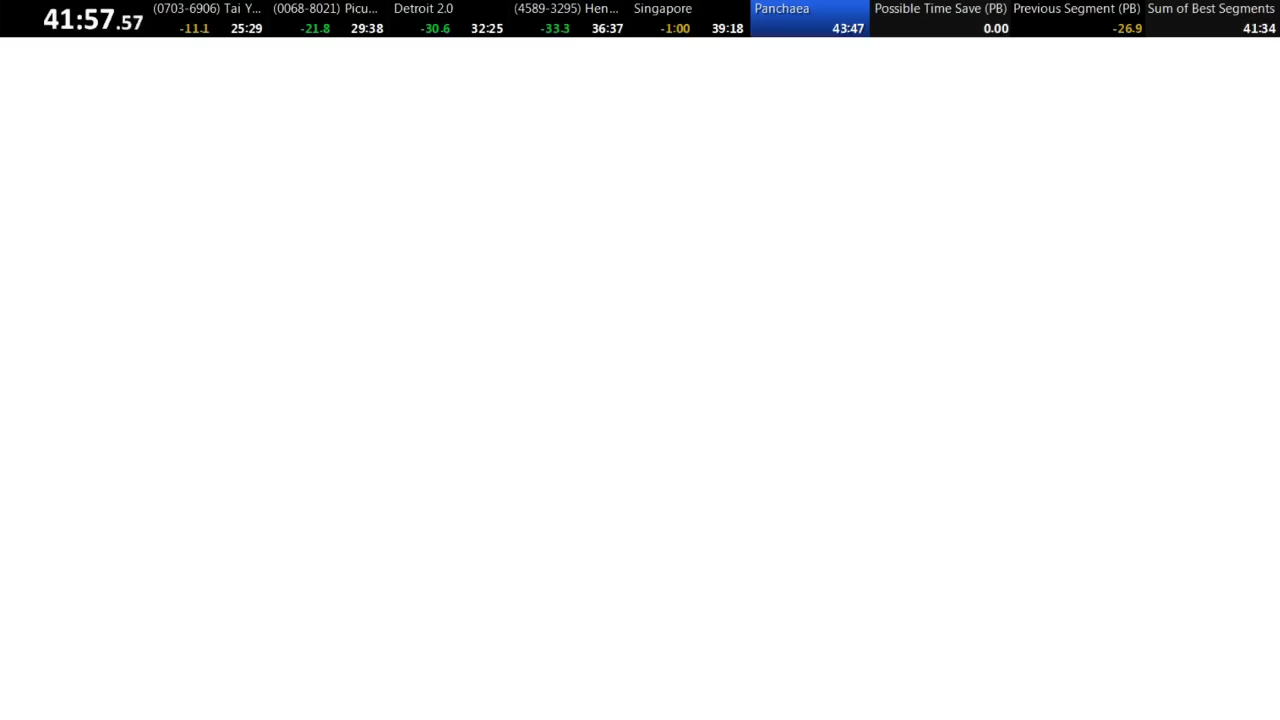 41:57.57
(0703-6906) Tai Y...
-11.1 25:29
(0068-8021) Picu...
-21.8 29:38
Detroit 2.0
-30.6 32:25
(4589-3295) Hen...
-33.3 36:37
Singapore
-1:00 39:18
Panchaea
43:47
Possible Time Save (PB)
0.00
Previous Segment (PB)
-26.9
Sum of Best Segments
41:34